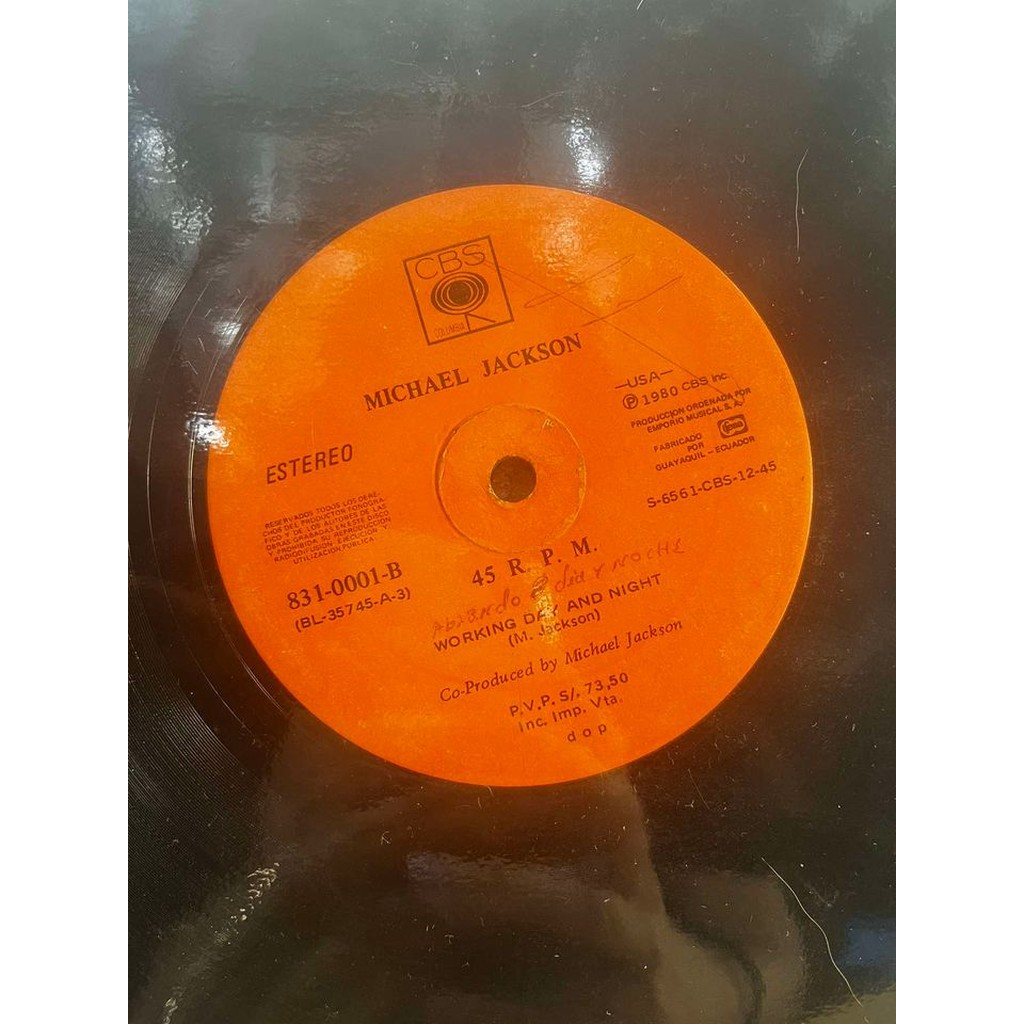 CBS
COLUMBIA
MICHAEL JACKSON
ESTEREO
RESERVADOS TODOS LOS DERE-
CHOS DEL PRODUCTOR FONOGRA-
FICO Y DE LOS AUTORES DE LAS
OBRAS GRABADAS EN ESTE DISCO
Y PROHIBIDA SU REPRODUCCION
RADIODIFUSION EJECUCION Y
UTILIZACION PUBLICA
831-0001-B
(BL-35745-A-3)
—USA—
℗ 1980 CBS Inc.
PRODUCCION ORDENADA POR
EMPORIO MUSICAL S. A.
FABRICADO
POR
GUAYAQUIL – ECUADOR
S-6561-CBS-12-45
45 R. P. M.
dia y noche
WORKING DAY AND NIGHT
(M. Jackson)
Co-Produced by Michael Jackson
P.V.P. S/. 73,50
Inc. Imp. Vta.
d o p